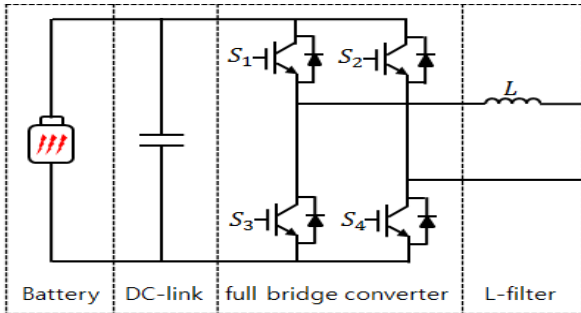 S1
S2
L
S3
S4
Battery
DC-link
full bridge converter
L-filter